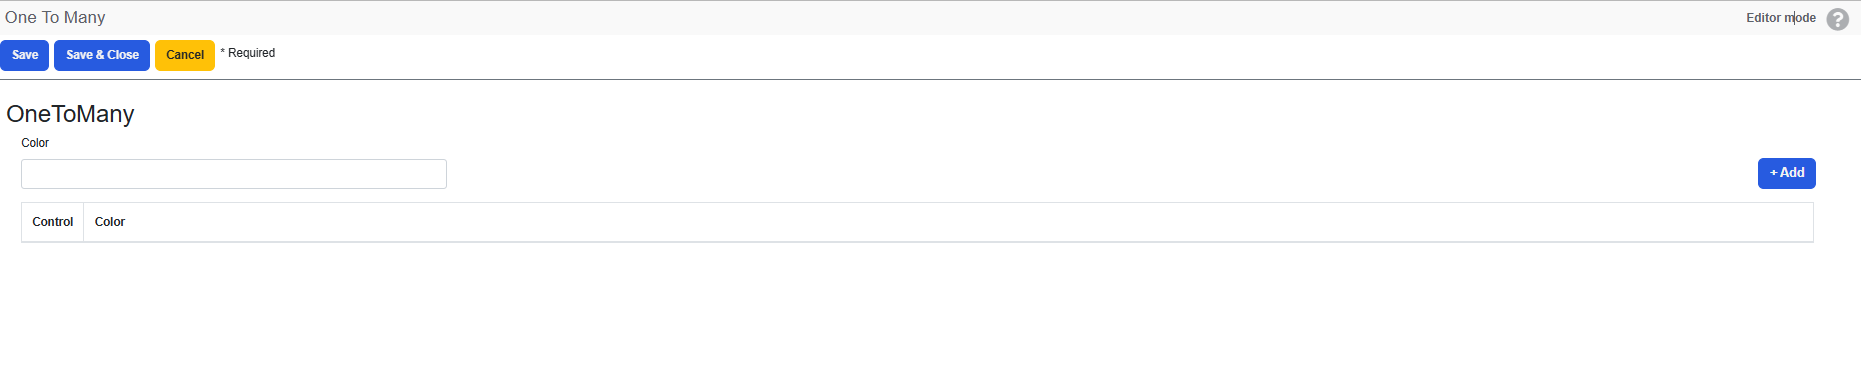 One To Many
Editor mode ?
Save Save & Close Cancel * Required
OneToMany
Color
+ Add
Control Color